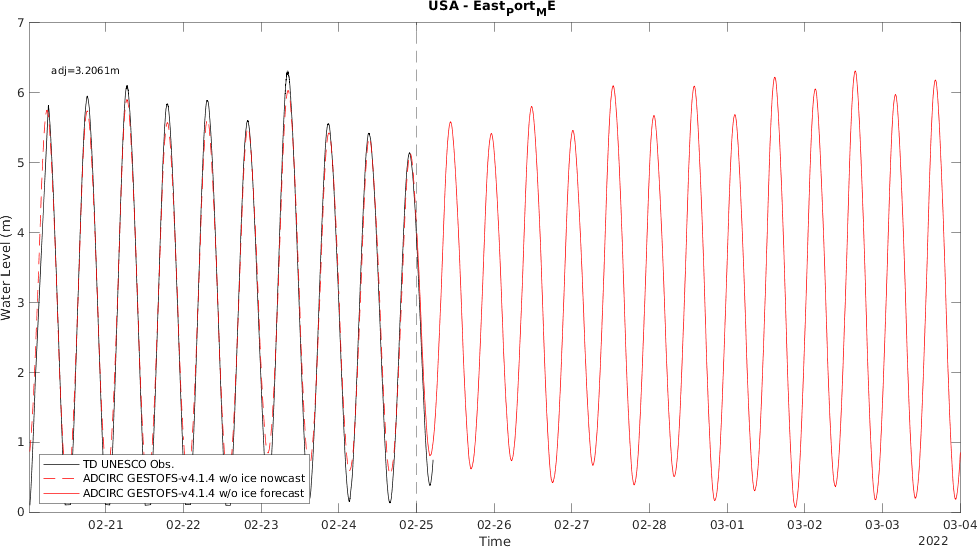 USA - EastPortME
7
adj=3.2061m
6
5
4
Water Level (m)
3
2
1
TD UNESCO Obs.
ADCIRC GESTOFS-v4.1.4 w/o ice nowcast
ADCIRC GESTOFS-v4.1.4 w/o ice forecast
0
02-21 02-22 02-23 02-24 02-25 02-26 02-27 02-28 03-01 03-02 03-03 03-04
Time
2022